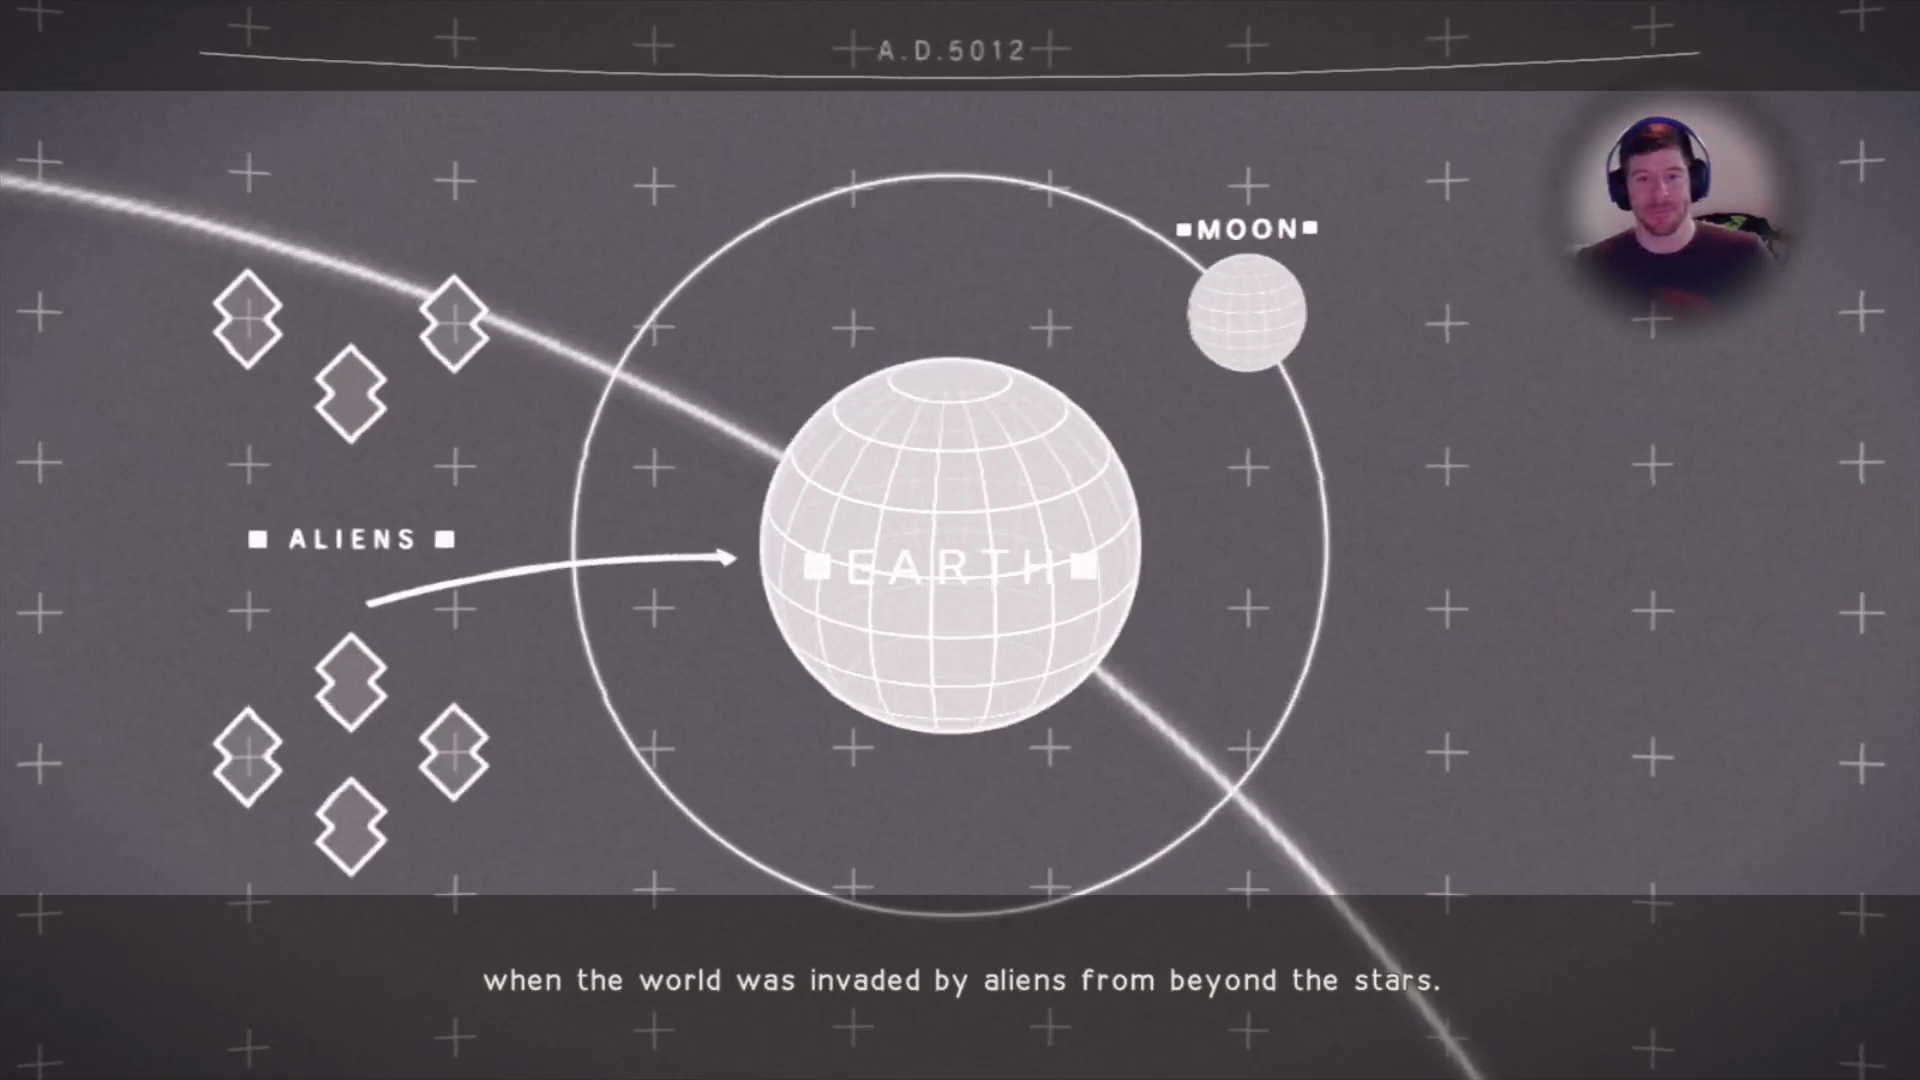 A.D.5012
MOON
ALIENS
EARTH
when the world was invaded by aliens from beyond the stars.